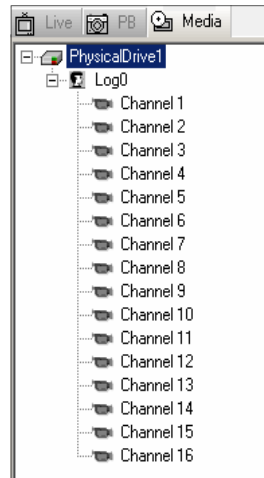 Live PB Media
PhysicalDrive1
Log0
Channel 1
Channel 2
Channel 3
Channel 4
Channel 5
Channel 6
Channel 7
Channel 8
Channel 9
Channel 10
Channel 11
Channel 12
Channel 13
Channel 14
Channel 15
Channel 16